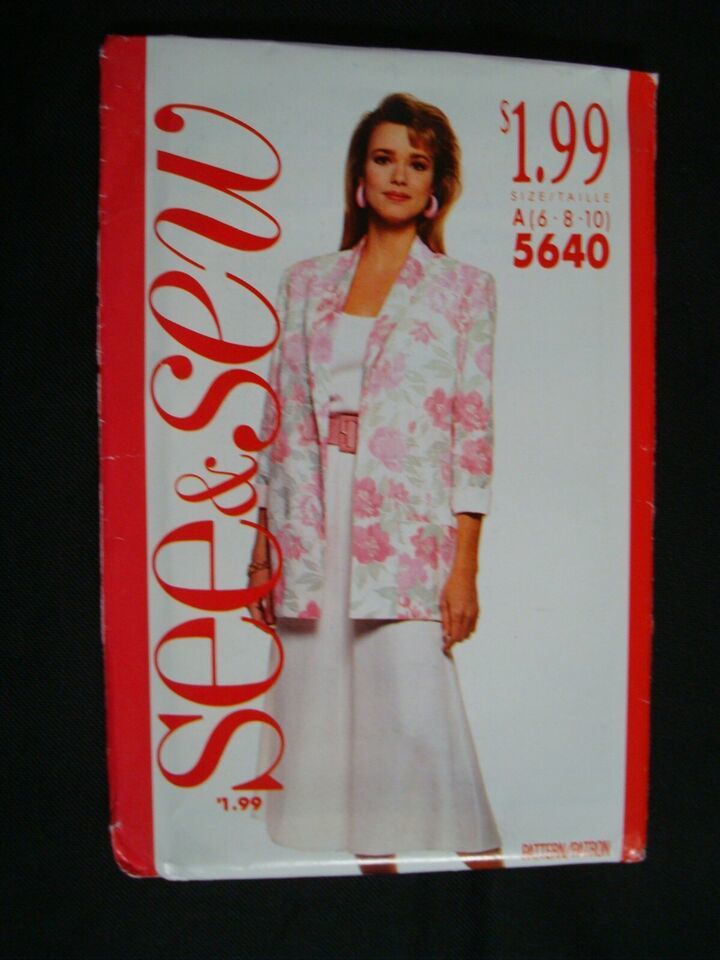 see & sew
$1.99
$1.99
SIZE/TAILLE
A (6-8-10)
5640
PATTERN/PATRON